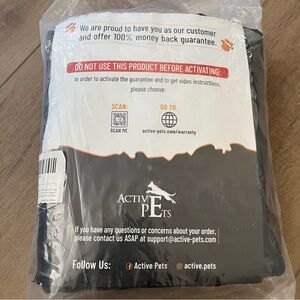 We are proud to have you as our customer
and offer 100% money back guarantee.
DO NOT USE THIS PRODUCT BEFORE ACTIVATING:
In order to activate the guarantee and to get video instructions,
please choose:
SCAN: GO TO:
SCAN ME active-pets.com/warranty
ACTIVE
PETS
If you have any questions or concerns about your order,
please contact us ASAP at support@active-pets.com
Follow Us: Active Pets active.pets